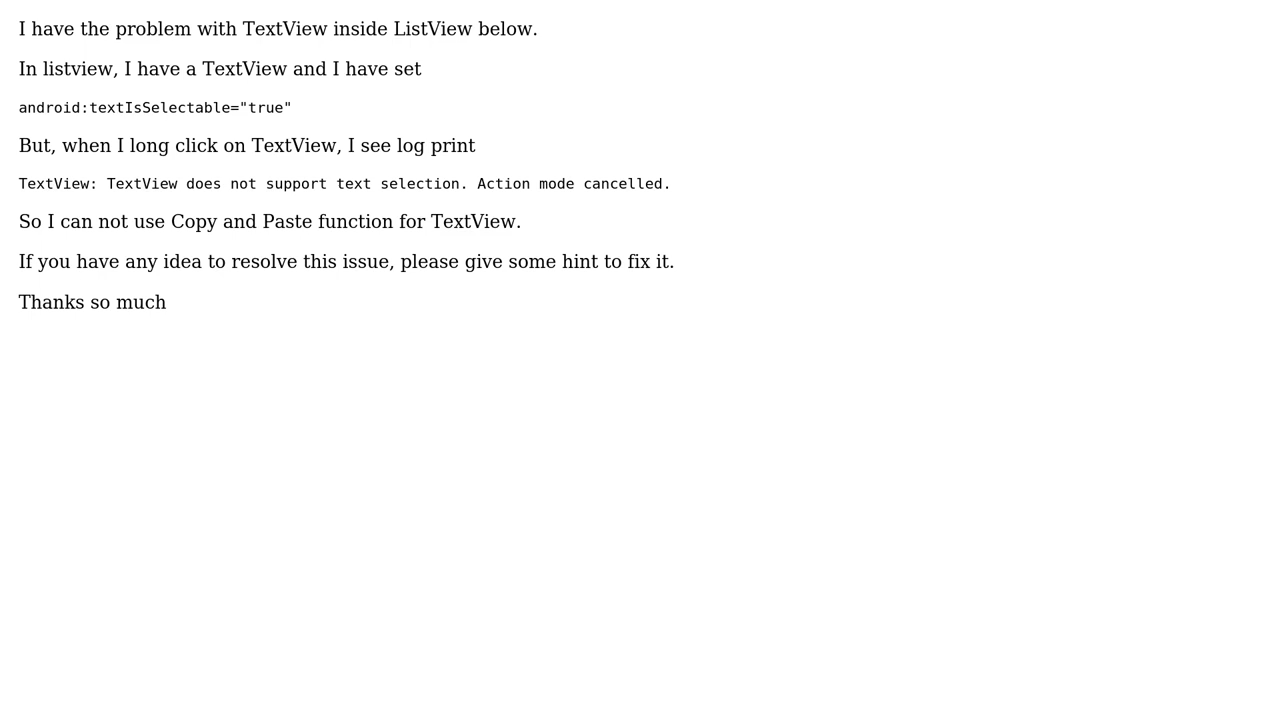 I have the problem with TextView inside ListView below.
In listview, I have a TextView and I have set
android:textIsSelectable="true"
But, when I long click on TextView, I see log print
TextView: TextView does not support text selection. Action mode cancelled.
So I can not use Copy and Paste function for TextView.
If you have any idea to resolve this issue, please give some hint to fix it.
Thanks so much